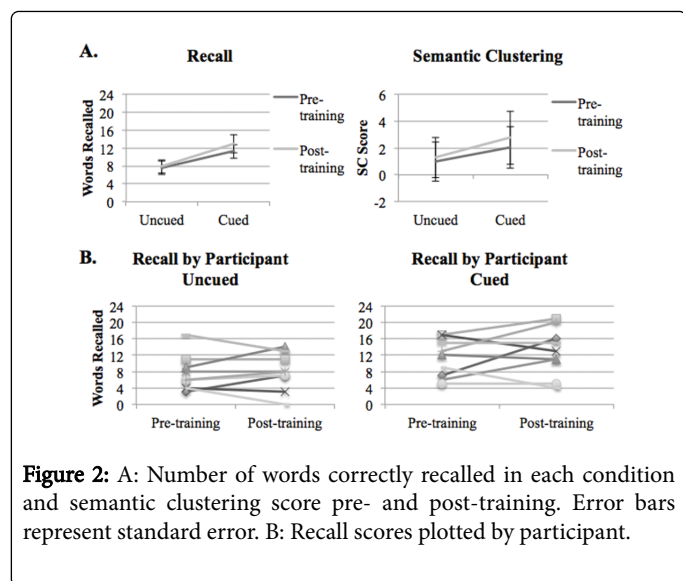 A.
Recall
Semantic Clustering
Words Recalled
24
20
16
12
8
4
0
Uncued
Cued
Pre-
training
Post-
training
SC Score
6
4
2
0
-2
Uncued
Cued
Pre-
training
Post-
training
B.
Recall by Participant
Uncued
Recall by Participant
Cued
Words Recalled
24
20
16
12
8
4
0
Pre-training
Post-training
24
20
16
12
8
4
0
Pre-training
Post-training
Figure 2: A: Number of words correctly recalled in each condition
and semantic clustering score pre- and post-training. Error bars
represent standard error. B: Recall scores plotted by participant.